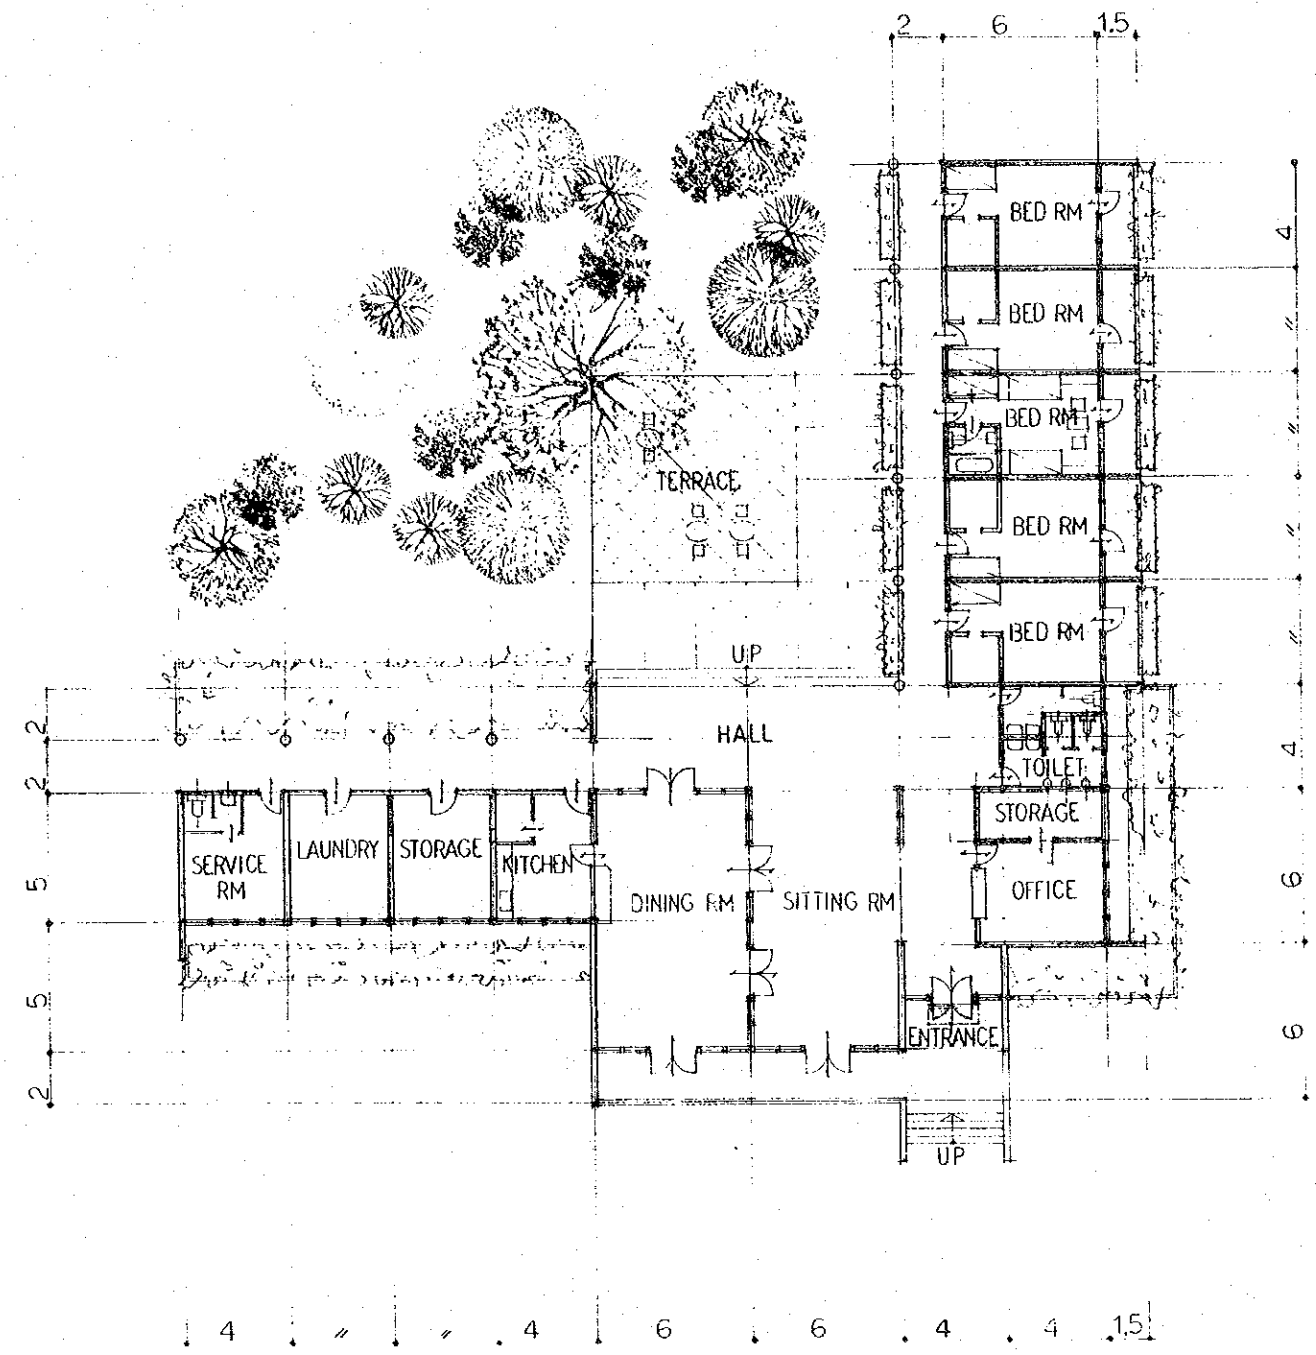 2 6 1.5
BED RM
4
BED RM
"
BED RM
"
TERRACE
BED RM
"
BED RM
"
UP
2
HALL
4
2
TOILET
STORAGE
SERVICE
RM
LAUNDRY
STORAGE
KITCHEN
5
DINING RM
SITTING RM
OFFICE
6
5
ENTRANCE
6
2
UP
4 " " 4 6 6 4 4 1.5